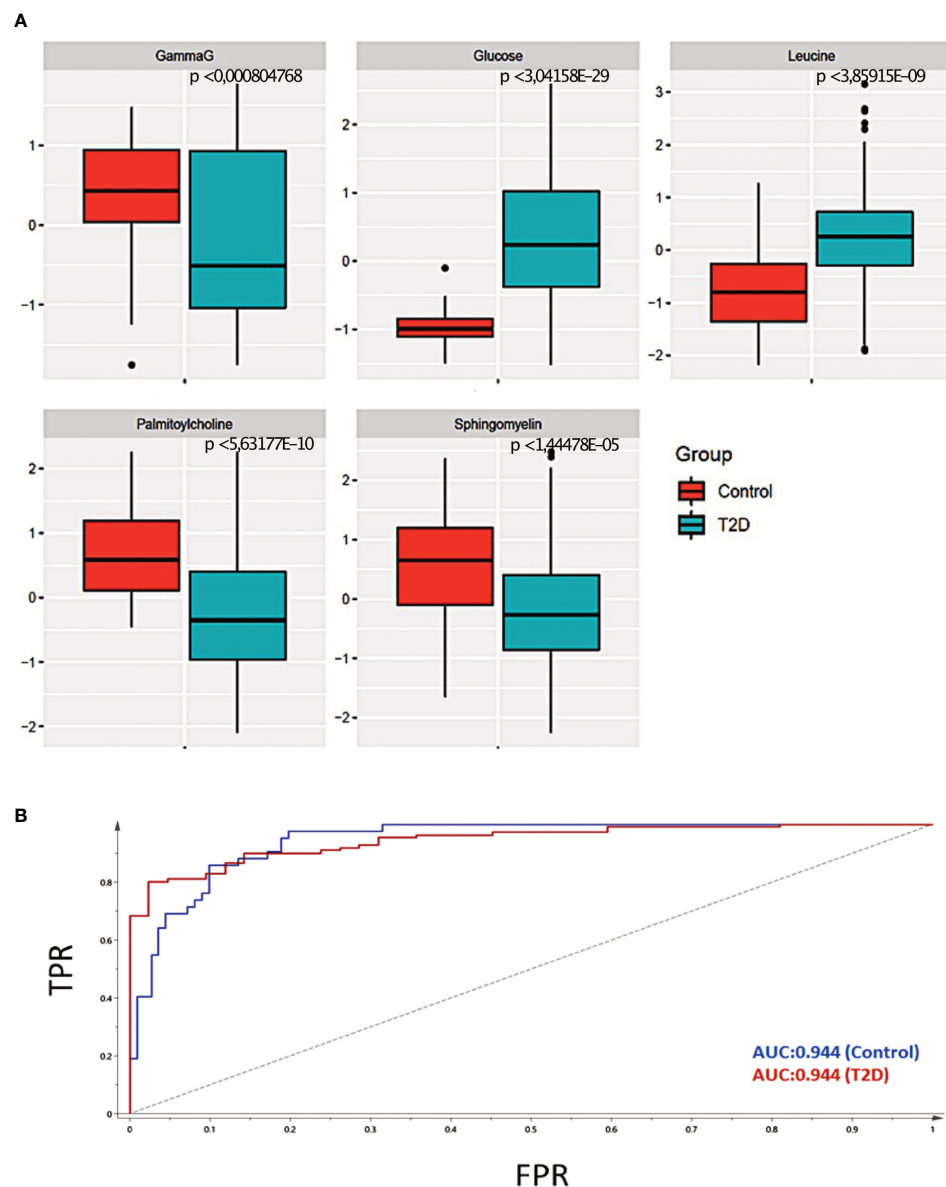 A
GammaG
p <0,000804768
1
0
−1
Glucose
p <3,04158E−29
2
1
0
−1
Leucine
p <3,85915E−09
3
2
1
0
−1
−2
Palmitoylcholine
p <5,63177E−10
2
1
0
−1
−2
Sphingomyelin
p <1,44478E−05
2
1
0
−1
−2
Group
Control
T2D
B
TPR
0.8
0.6
0.4
0.2
0
0 0.1 0.2 0.3 0.4 0.5 0.6 0.7 0.8 0.9 1
AUC:0.944 (Control)
AUC:0.944 (T2D)
FPR